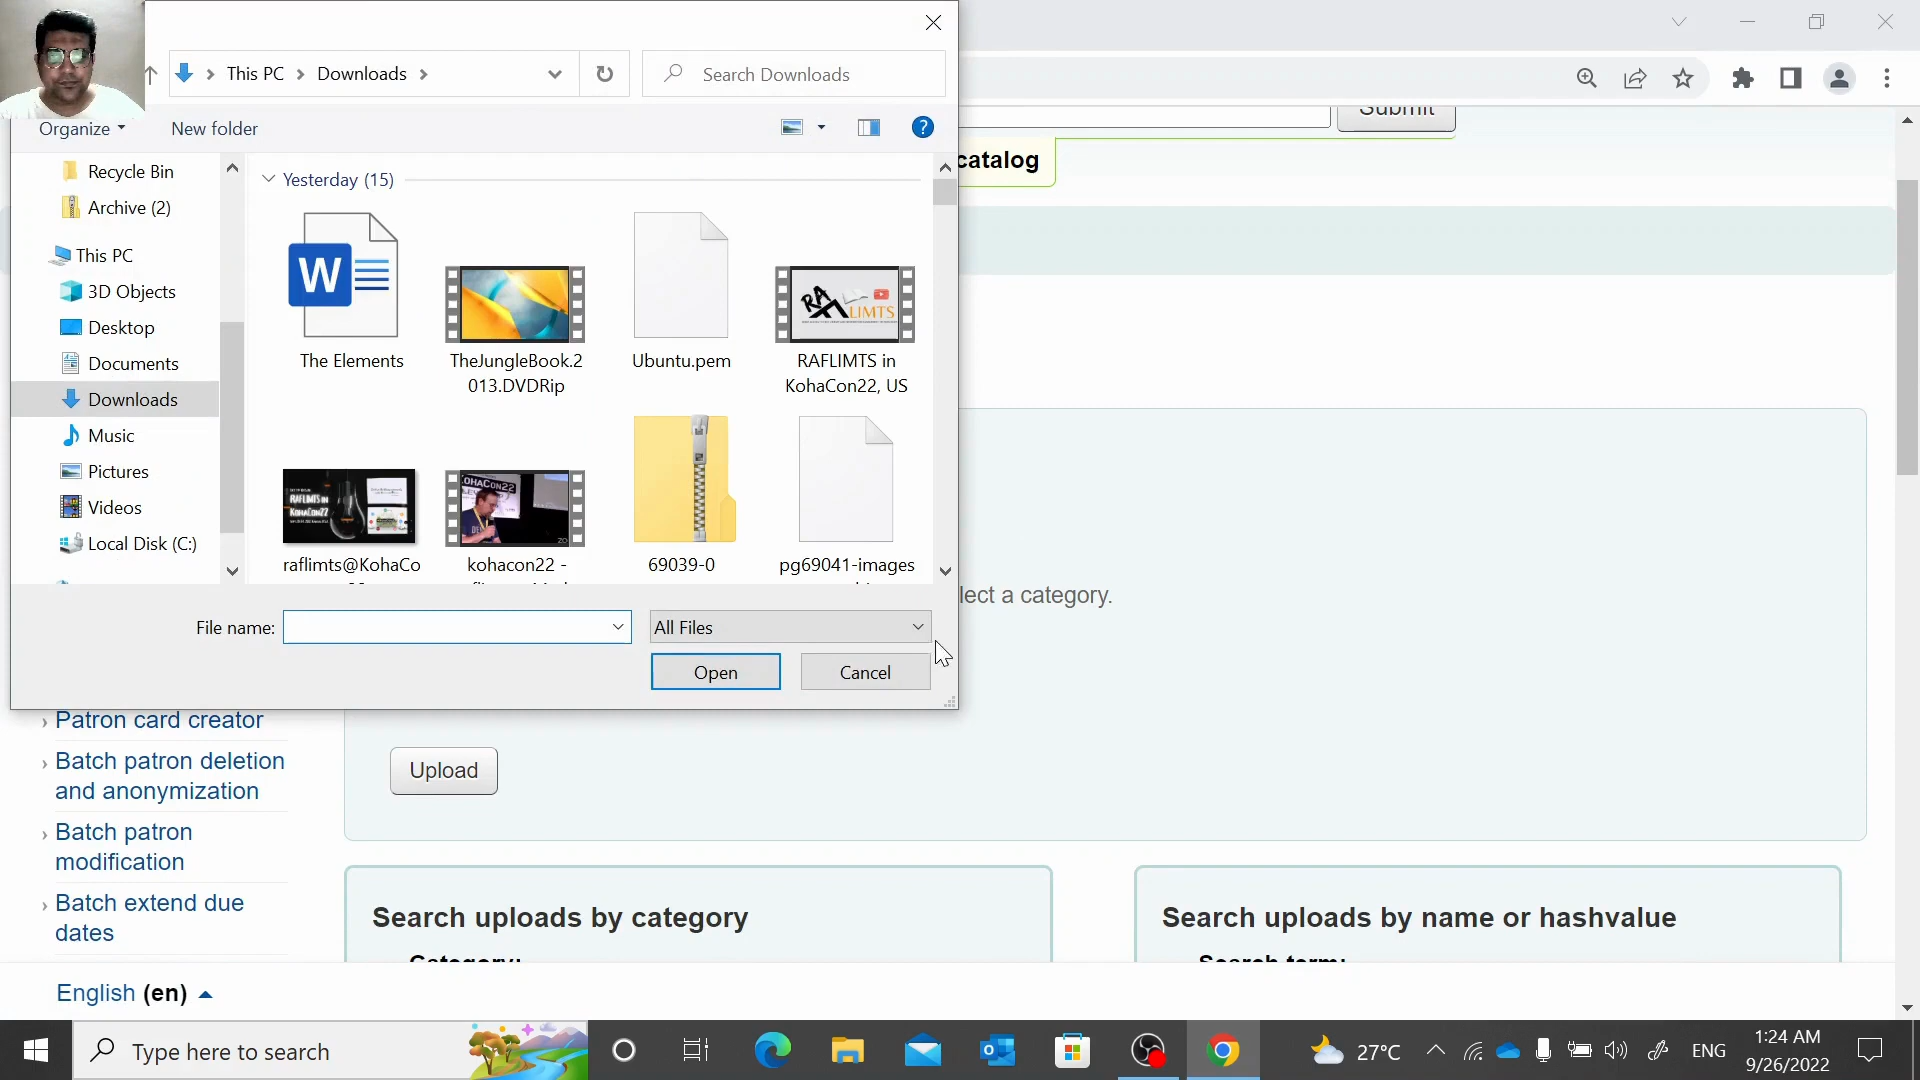 This PC
Downloads
Search Downloads
Organize
New folder
Submit
catalog
Recycle Bin
Archive (2)
This PC
3D Objects
Desktop
Documents
Downloads
Music
Pictures
Videos
Local Disk (C:)
Yesterday (15)
The Elements
TheJungleBook.2
013.DVDRip
Ubuntu.pem
RAFLIMTS in
KohaCon22, US
raflimts@KohaCo
kohacon22 -
69039-0
pg69041-images
File name:
All Files
Open
Cancel
lect a category.
Patron card creator
Batch patron deletion
and anonymization
Batch patron
modification
Batch extend due
dates
Upload
Search uploads by category
Category:
Search uploads by name or hashvalue
Search term:
English (en)
Type here to search
27°C
ENG
1:24 AM
9/26/2022